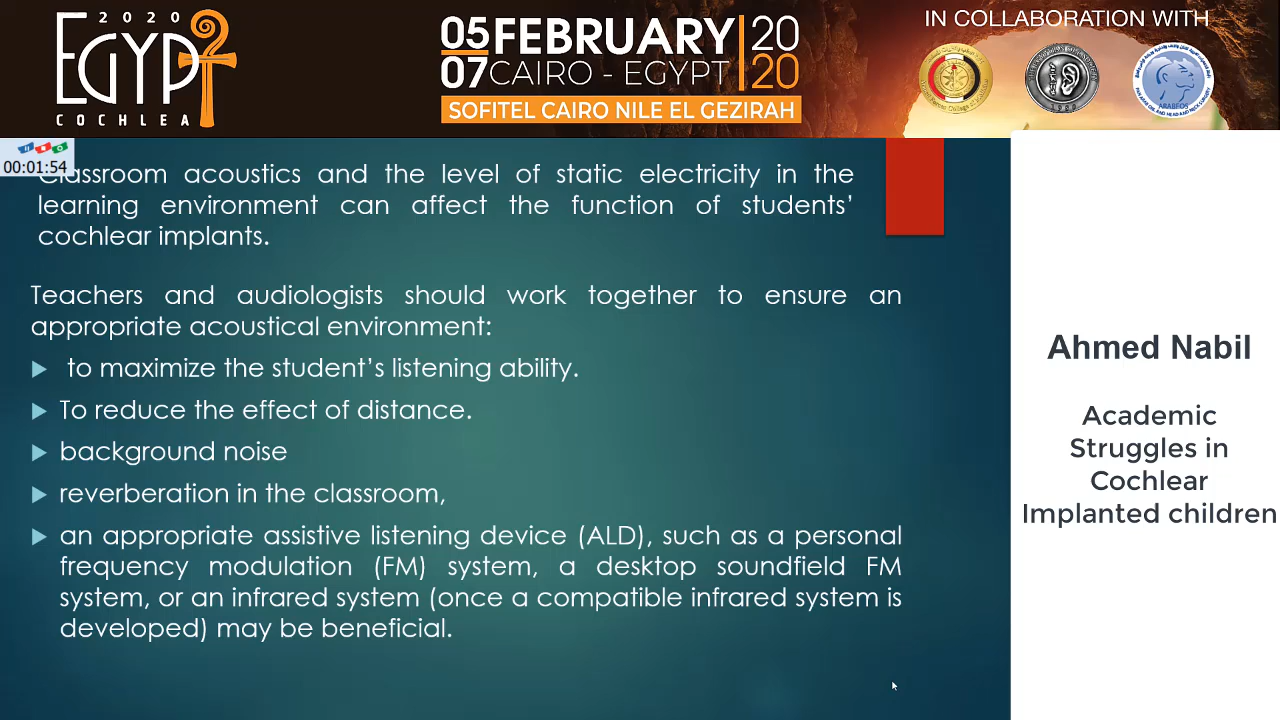 2020
EGYPT
COCHLEA
05 FEBRUARY 20
07 CAIRO - EGYPT 20
SOFITEL CAIRO NILE EL GEZIRAH
IN COLLABORATION WITH
ARABFOS
00:01:54
Classroom acoustics and the level of static electricity in the
learning environment can affect the function of students’
cochlear implants.
Teachers and audiologists should work together to ensure an
appropriate acoustical environment:
to maximize the student’s listening ability.
To reduce the effect of distance.
background noise
reverberation in the classroom,
an appropriate assistive listening device (ALD), such as a personal
frequency modulation (FM) system, a desktop soundfield FM
system, or an infrared system (once a compatible infrared system is
developed) may be beneficial.
Ahmed Nabil
Academic
Struggles in
Cochlear
Implanted children